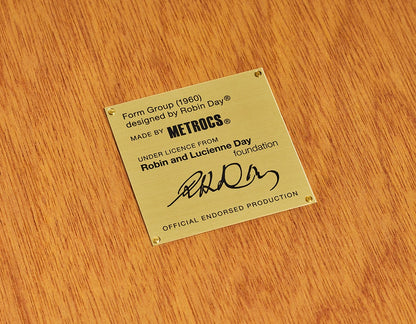 Form Group (1960)
designed by Robin Day®
MADE BY METROCS®
UNDER LICENCE FROM
Robin and Lucienne Day
foundation
R H Day
OFFICIAL ENDORSED PRODUCTION